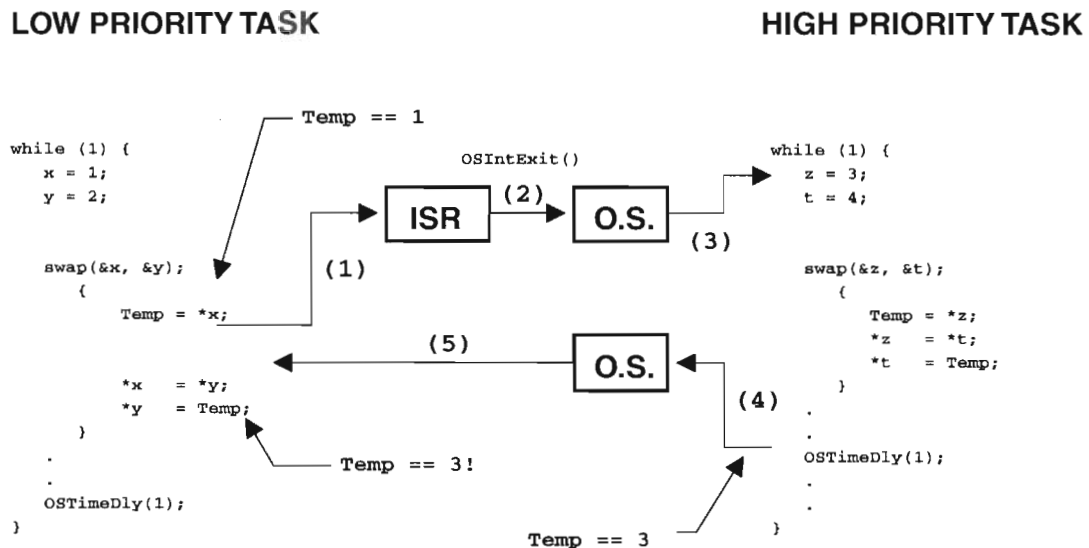 LOW PRIORITY TASK
HIGH PRIORITY TASK
Temp == 1
while (1) {
x = 1;
y = 2;
swap(&x, &y);
{
Temp = *x;
*x = *y;
*y = Temp;
}
.
.
OSTimeDly(1);
}
(1)
ISR
OSIntExit()
(2)
O.S.
(3)
while (1) {
z = 3;
t = 4;
swap(&z, &t);
{
Temp = *z;
*z = *t;
*t = Temp;
}
.
.
OSTimeDly(1);
.
.
}
(4)
O.S.
(5)
Temp == 3!
Temp == 3